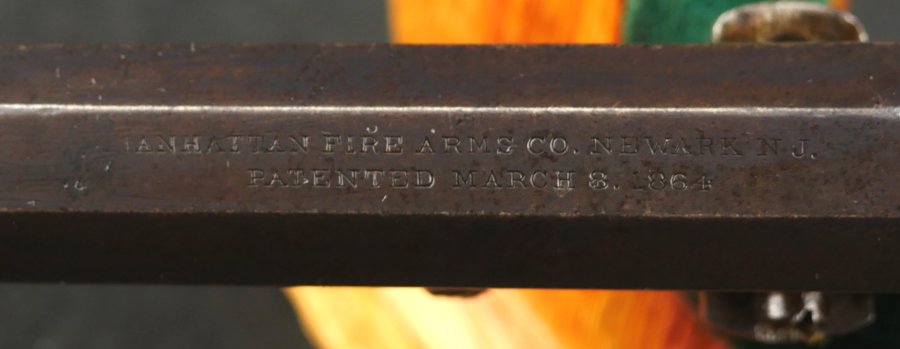 MANHATTAN FIRE ARMS CO. NEWARK N J.
PATENTED MARCH 8. 1864